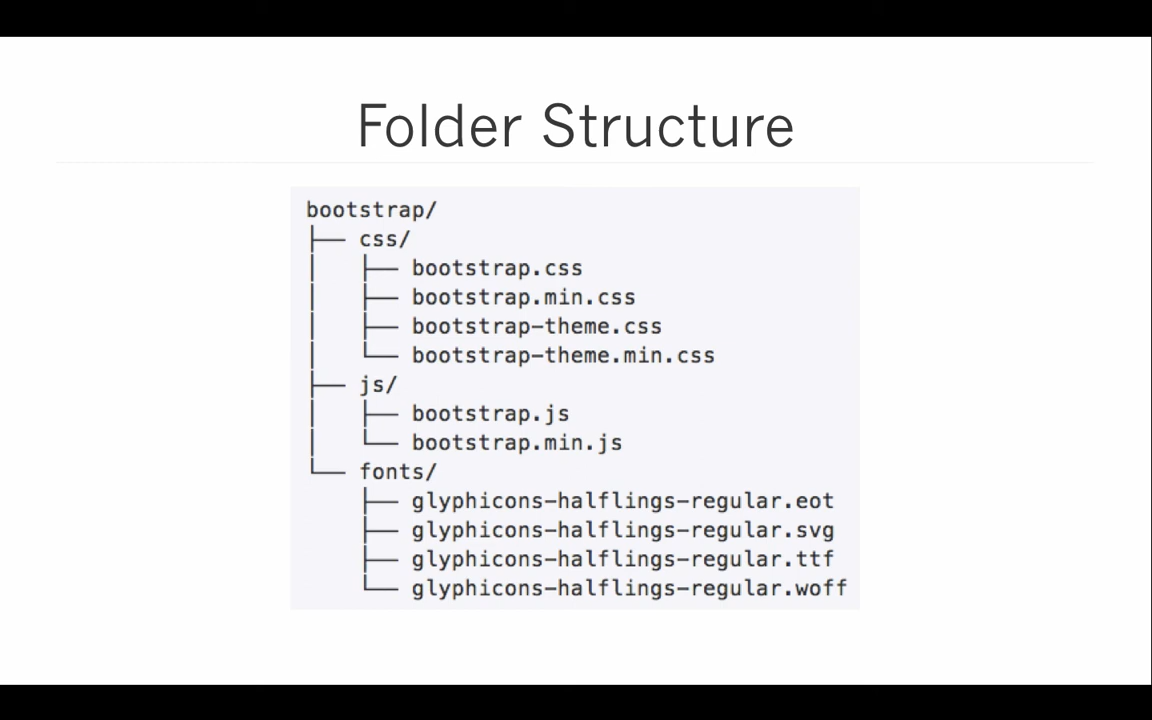 Folder Structure
bootstrap/
├── css/
│   ├── bootstrap.css
│   ├── bootstrap.min.css
│   ├── bootstrap-theme.css
│   └── bootstrap-theme.min.css
├── js/
│   ├── bootstrap.js
│   └── bootstrap.min.js
└── fonts/
    ├── glyphicons-halflings-regular.eot
    ├── glyphicons-halflings-regular.svg
    ├── glyphicons-halflings-regular.ttf
    └── glyphicons-halflings-regular.woff